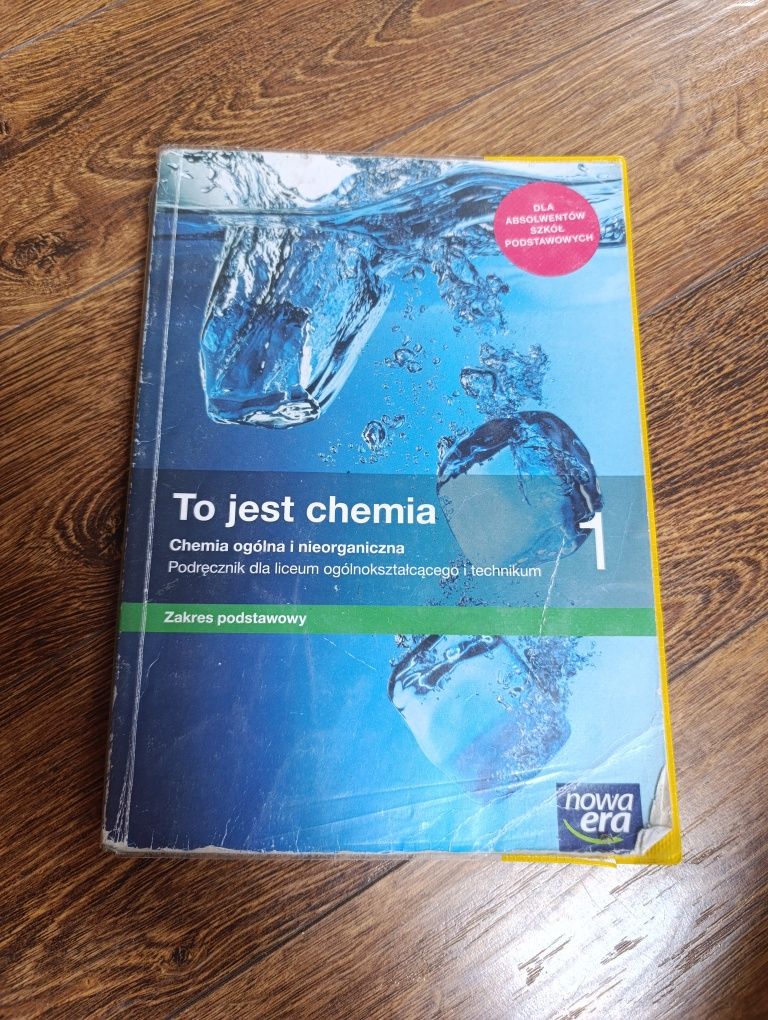 DLA
ABSOLWENTÓW
SZKÓŁ
PODSTAWOWYCH
To jest chemia
1
Chemia ogólna i nieorganiczna
Podręcznik dla liceum ogólnokształcącego i technikum
Zakres podstawowy
nowa
era